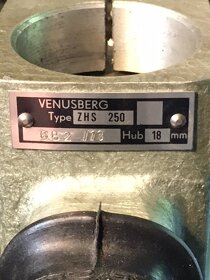 VENUSBERG
Type ZHS 250
Hub 18 mm